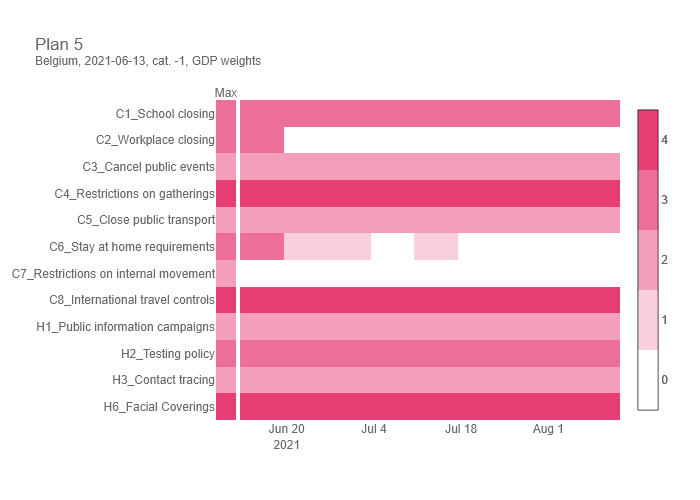 Plan 5
Belgium, 2021-06-13, cat. -1, GDP weights
Max
C1_School closing
C2_Workplace closing
C3_Cancel public events
C4_Restrictions on gatherings
C5_Close public transport
C6_Stay at home requirements
C7_Restrictions on internal movement
C8_International travel controls
H1_Public information campaigns
H2_Testing policy
H3_Contact tracing
H6_Facial Coverings
Jun 20 Jul 4 Jul 18 Aug 1
2021
4
3
2
1
0